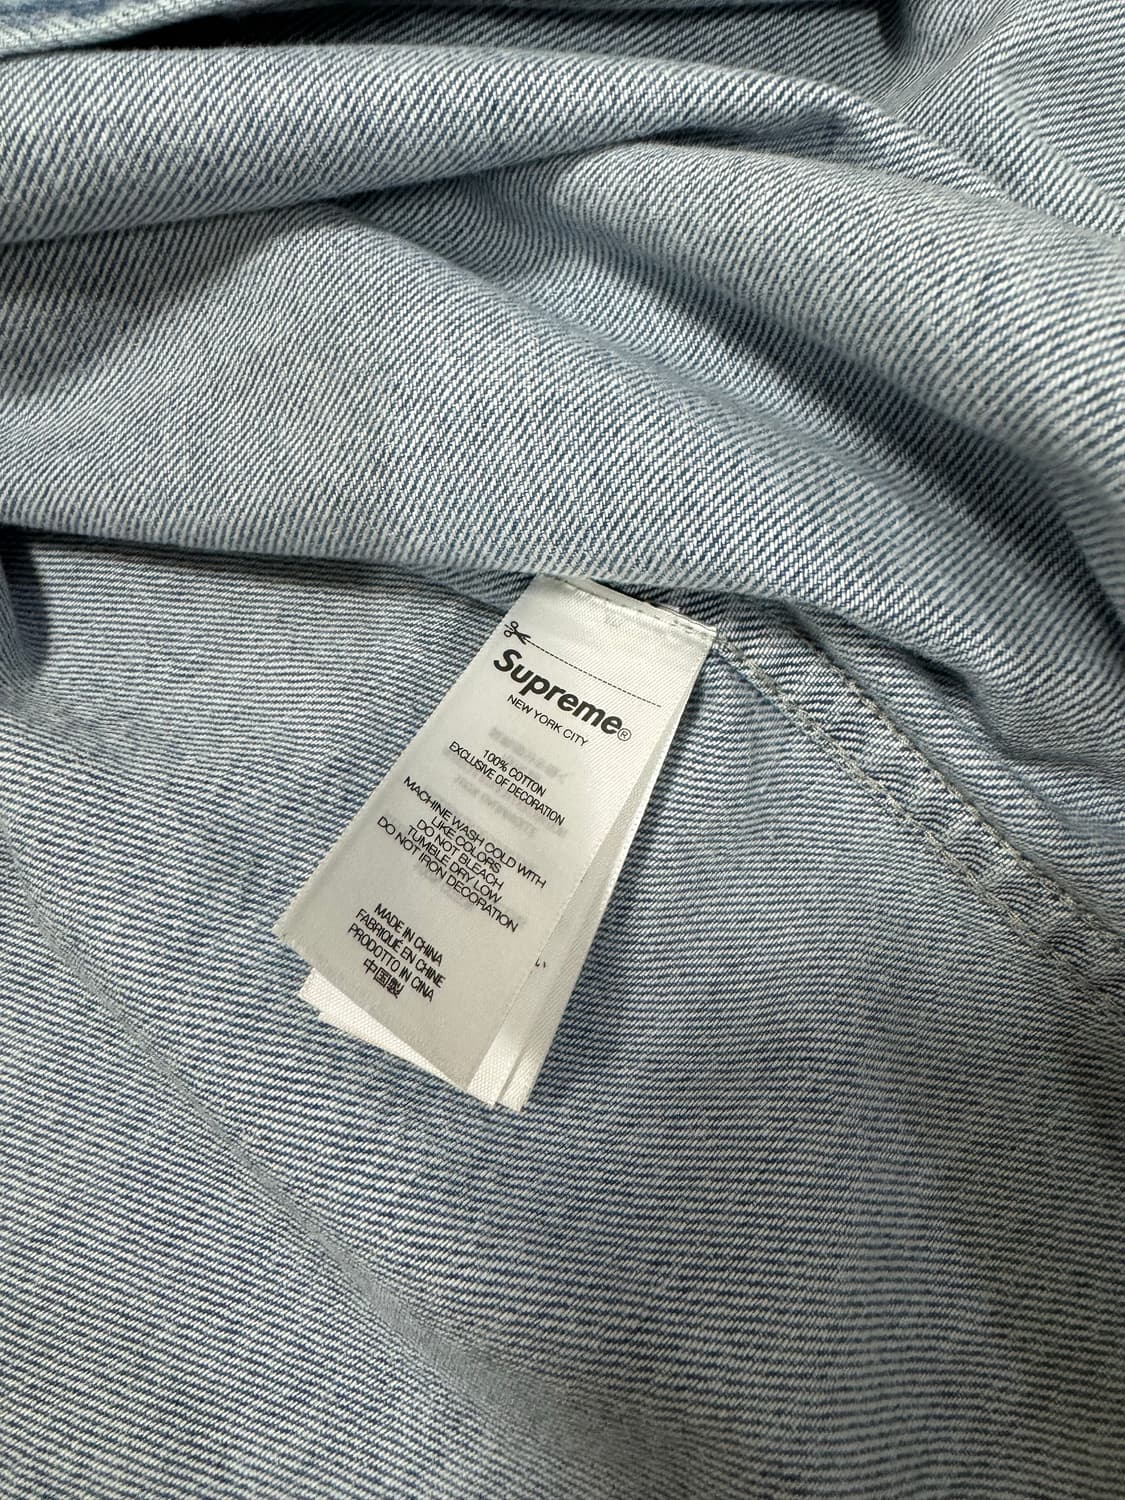 Supreme®
NEW YORK CITY
100% COTTON
EXCLUSIVE OF DECORATION
MACHINE WASH COLD WITH
LIKE COLORS
DO NOT BLEACH
TUMBLE DRY LOW
DO NOT IRON DECORATION
MADE IN CHINA
FABRIQUÉ EN CHINE
PRODOTTO IN CINA
中国製